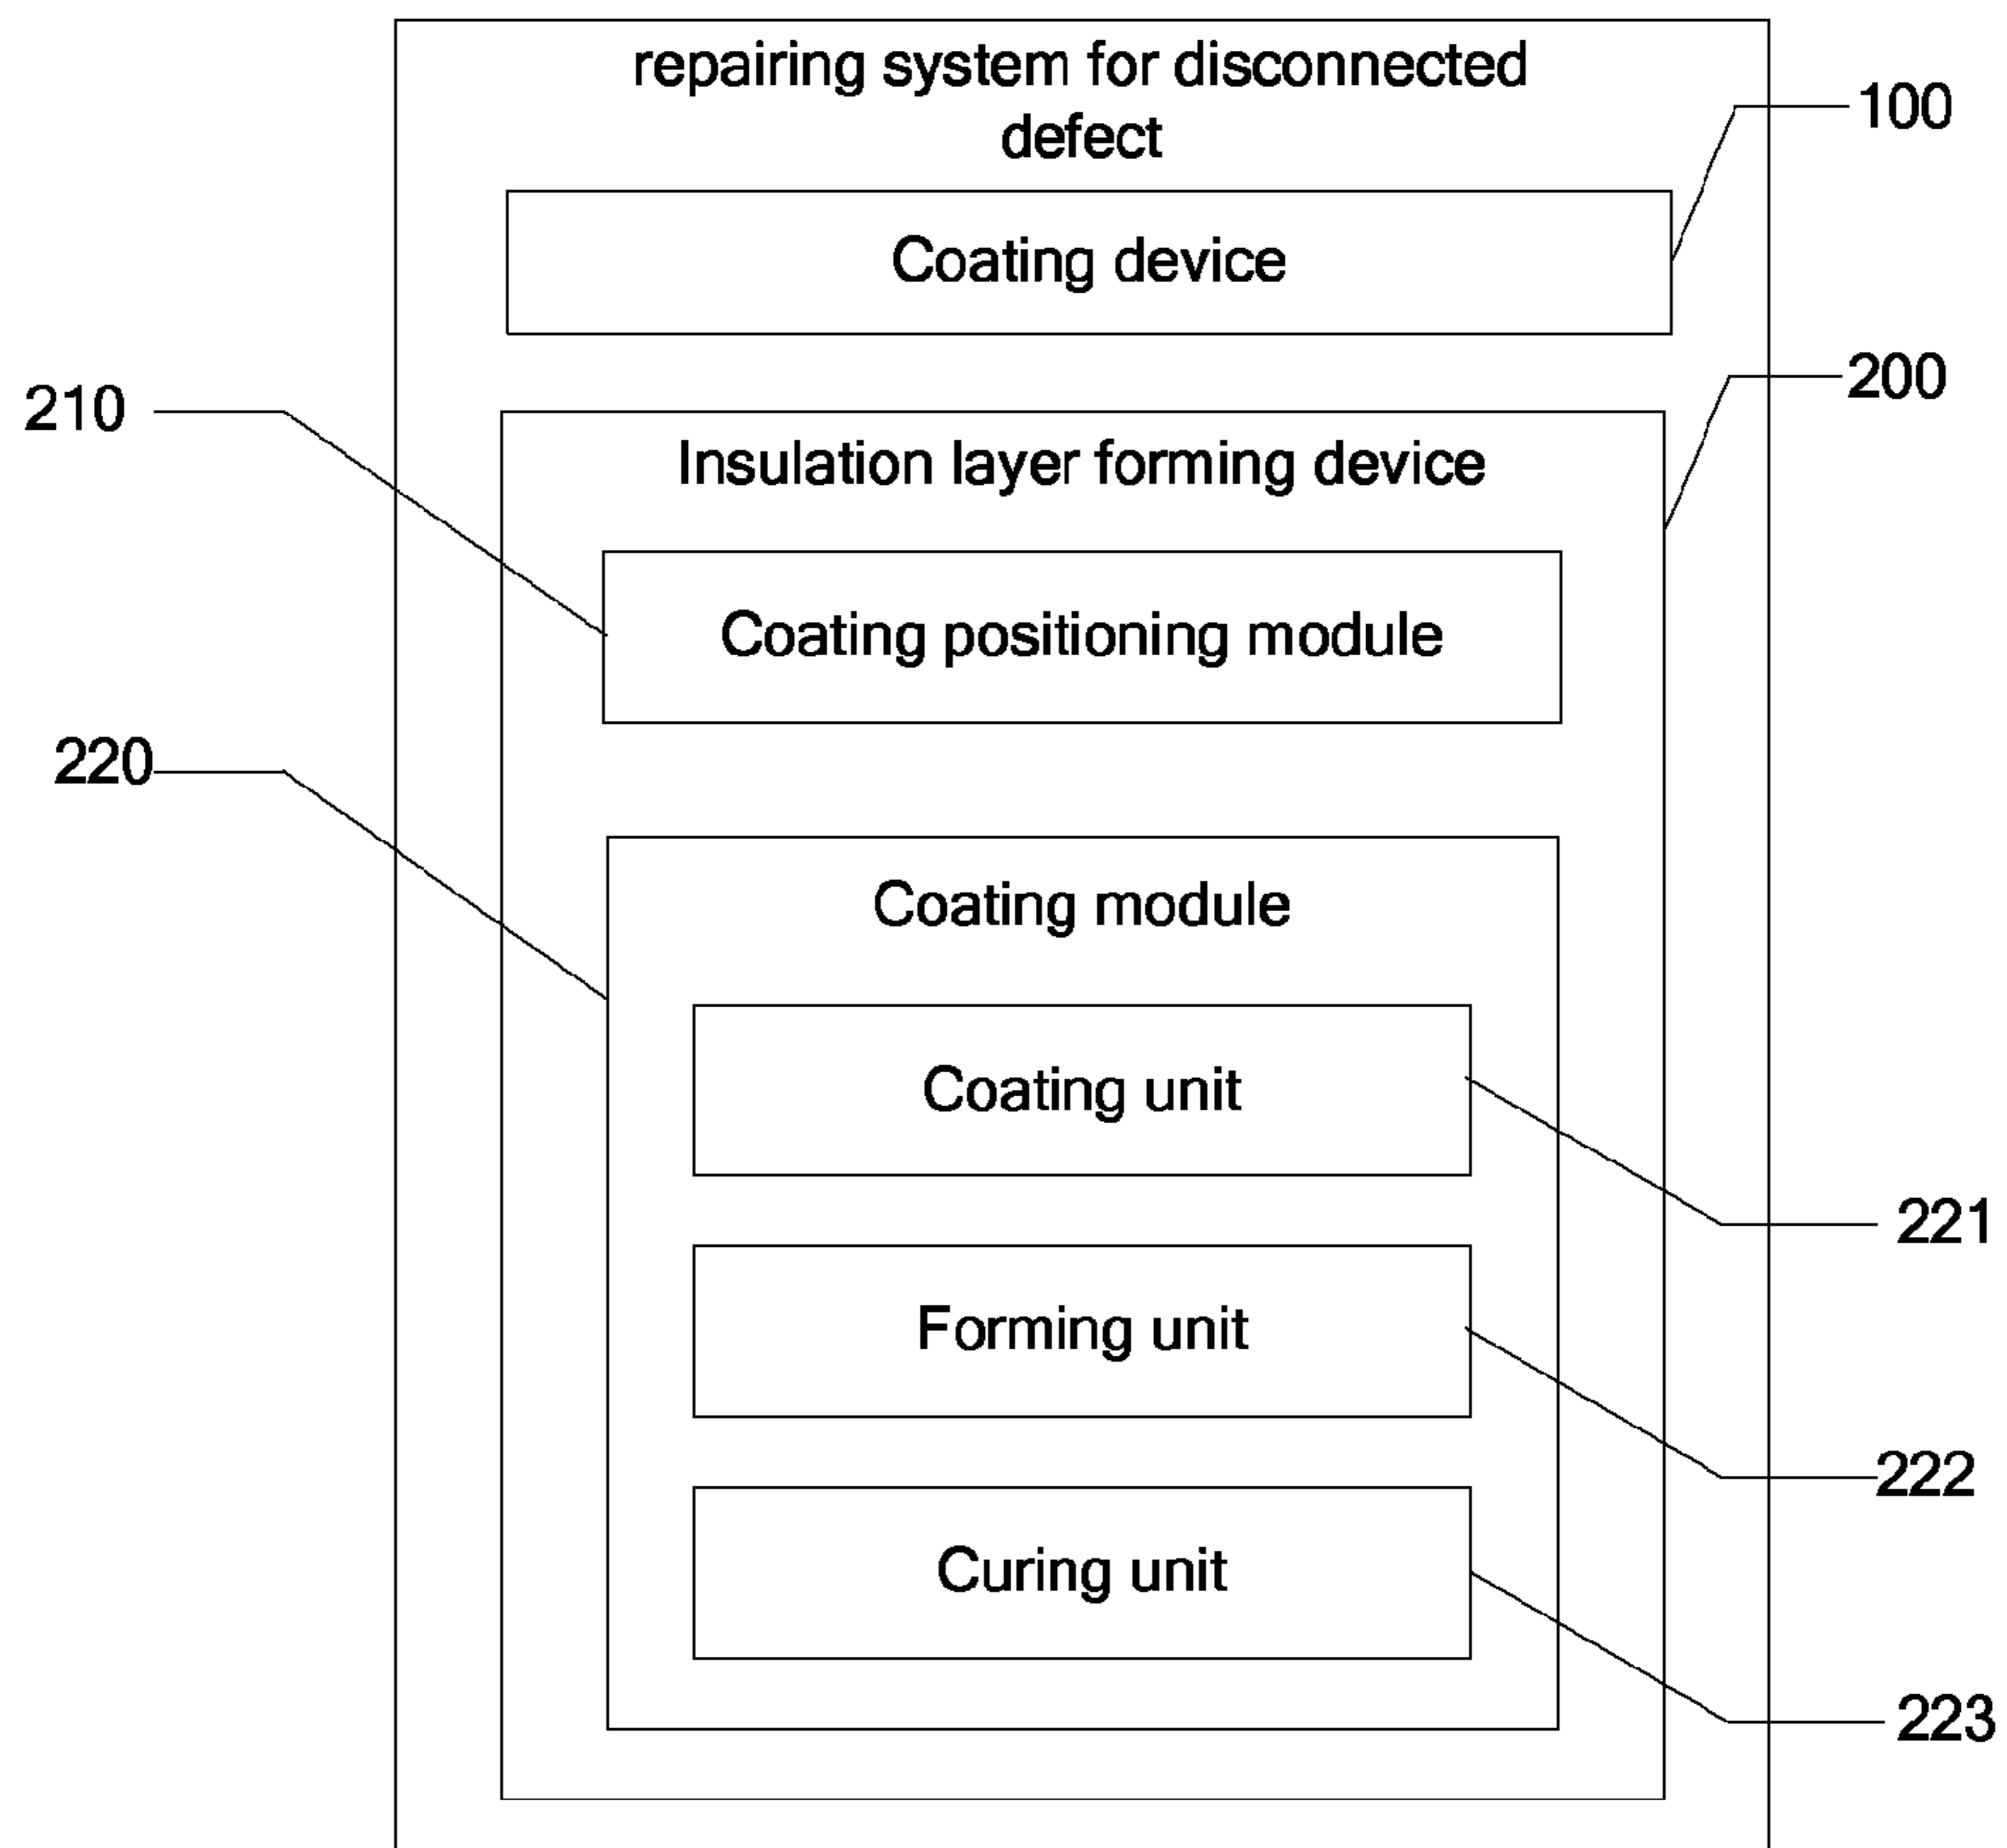 repairing system for disconnected
defect
100
Coating device
200
210
Insulation layer forming device
Coating positioning module
220
Coating module
Coating unit
221
Forming unit
222
Curing unit
223